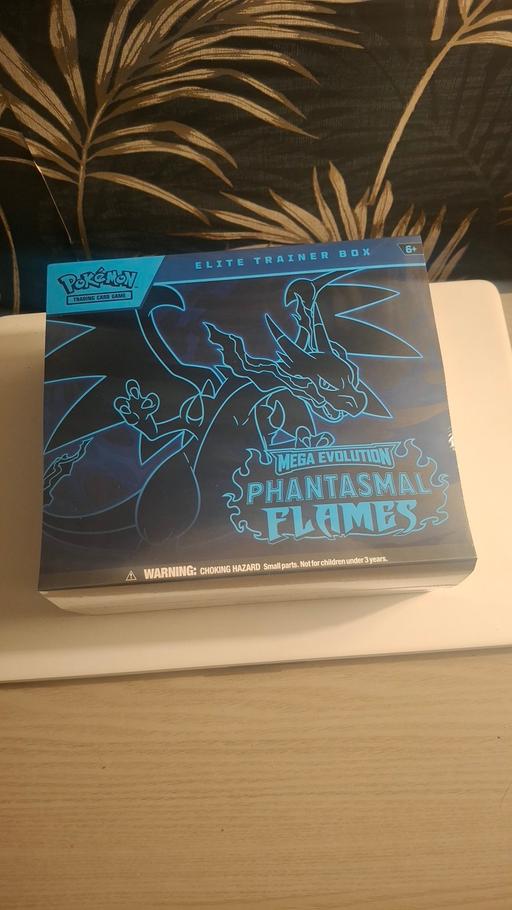 ELITE TRAINER BOX
6+
POKÉMON
TRADING CARD GAME
MEGA EVOLUTION
PHANTASMAL
FLAMES
⚠ WARNING: CHOKING HAZARD Small parts. Not for children under 3 years.